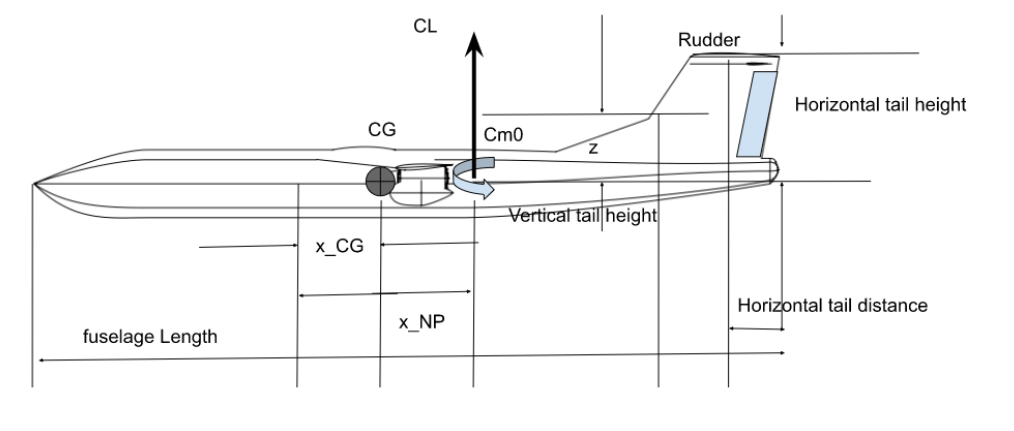 CL
Rudder
Horizontal tail height
CG
Cm0
z
Vertical tail height
x_CG
Horizontal tail distance
x_NP
fuselage Length